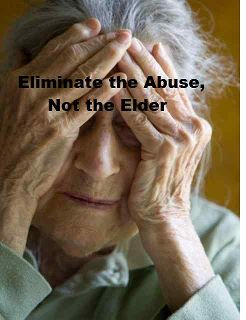 Eliminate the Abuse,
Not the Elder